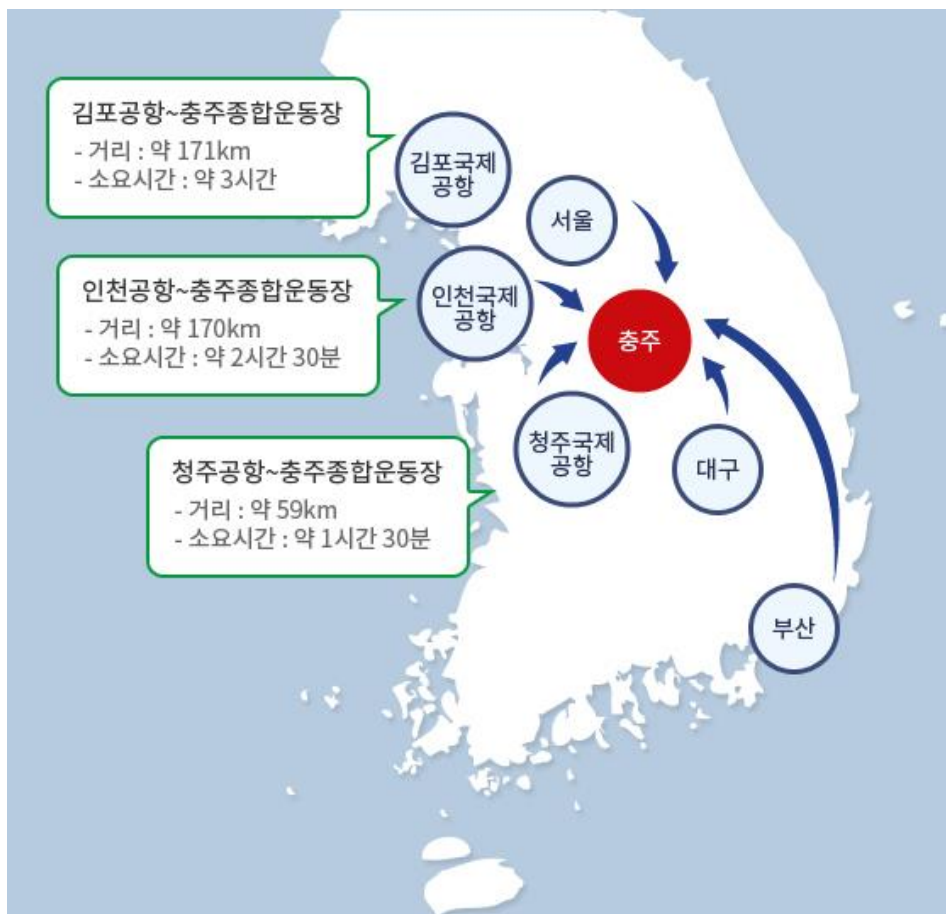 김포공항~충주종합운동장
- 거리 : 약 171km
- 소요시간 : 약 3시간
김포국제
공항
서울
인천공항~충주종합운동장
- 거리 : 약 170km
- 소요시간 : 약 2시간 30분
인천국제
공항
충주
청주공항~충주종합운동장
- 거리 : 약 59km
- 소요시간 : 약 1시간 30분
청주국제
공항
대구
부산